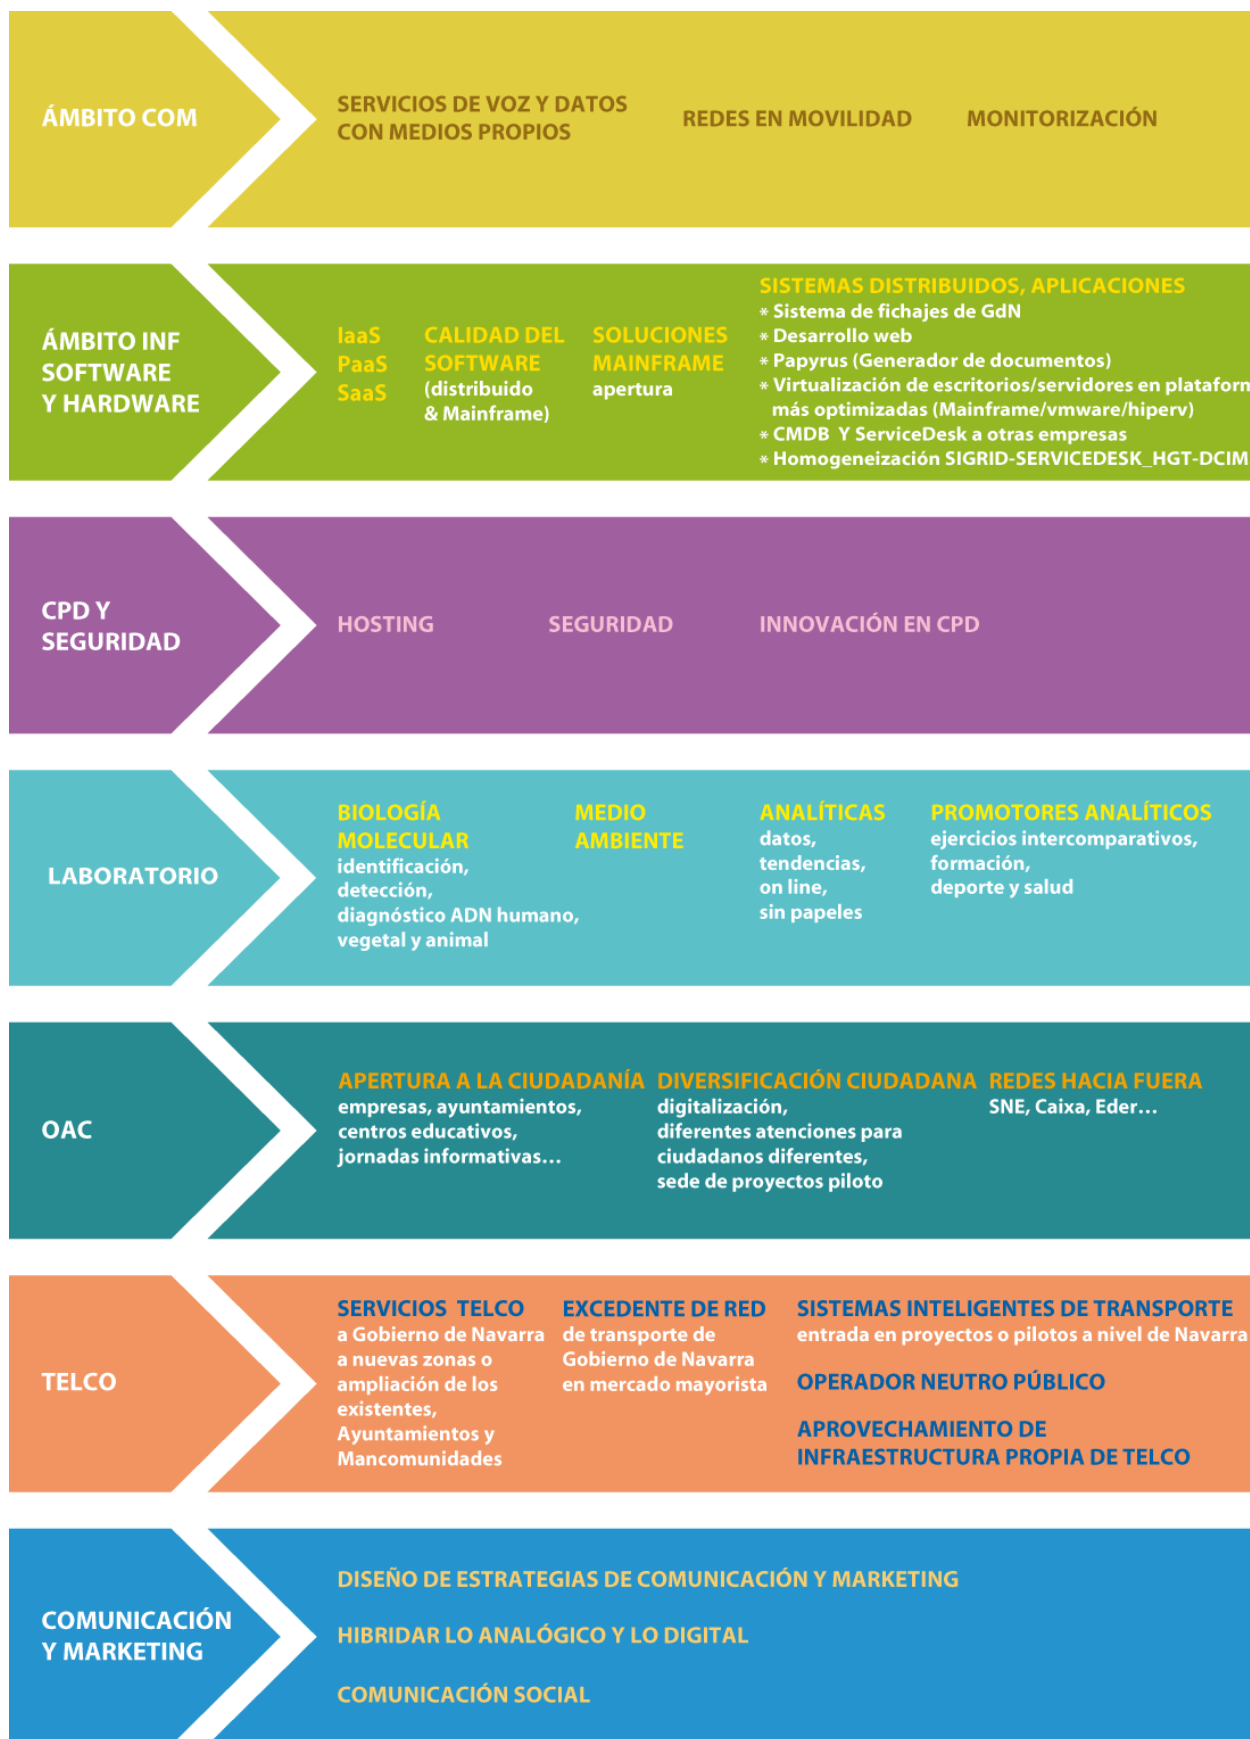 ÁMBITO COM
SERVICIOS DE VOZ Y DATOS
CON MEDIOS PROPIOS
REDES EN MOVILIDAD
MONITORIZACIÓN
ÁMBITO INF
SOFTWARE
Y HARDWARE
IaaS
PaaS
SaaS
CALIDAD DEL
SOFTWARE
(distribuido
& Mainframe)
SOLUCIONES
MAINFRAME
apertura
SISTEMAS DISTRIBUIDOS, APLICACIONES
* Sistema de fichajes de GdN
* Desarrollo web
* Papyrus (Generador de documentos)
* Virtualización de escritorios/servidores en plataform
más optimizadas (Mainframe/vmware/hiperv)
* CMDB Y ServiceDesk a otras empresas
* Homogeneización SIGRID-SERVICEDESK_HGT-DCIM
CPD Y
SEGURIDAD
HOSTING
SEGURIDAD
INNOVACIÓN EN CPD
LABORATORIO
BIOLOGÍA
MOLECULAR
identificación,
detección,
diagnóstico ADN humano,
vegetal y animal
MEDIO
AMBIENTE
ANALÍTICAS
datos,
tendencias,
on line,
sin papeles
PROMOTORES ANALÍTICOS
ejercicios intercomparativos,
formación,
deporte y salud
OAC
APERTURA A LA CIUDADANÍA
empresas, ayuntamientos,
centros educativos,
jornadas informativas…
DIVERSIFICACIÓN CIUDADANA
digitalización,
diferentes atenciones para
ciudadanos diferentes,
sede de proyectos piloto
REDES HACIA FUERA
SNE, Caixa, Eder…
TELCO
SERVICIOS TELCO
a Gobierno de Navarra
a nuevas zonas o
ampliación de los
existentes,
Ayuntamientos y
Mancomunidades
EXCEDENTE DE RED
de transporte de
Gobierno de Navarra
en mercado mayorista
SISTEMAS INTELIGENTES DE TRANSPORTE
entrada en proyectos o pilotos a nivel de Navarra
OPERADOR NEUTRO PÚBLICO
APROVECHAMIENTO DE
INFRAESTRUCTURA PROPIA DE TELCO
COMUNICACIÓN
Y MARKETING
DISEÑO DE ESTRATEGIAS DE COMUNICACIÓN Y MARKETING
HIBRIDAR LO ANALÓGICO Y LO DIGITAL
COMUNICACIÓN SOCIAL